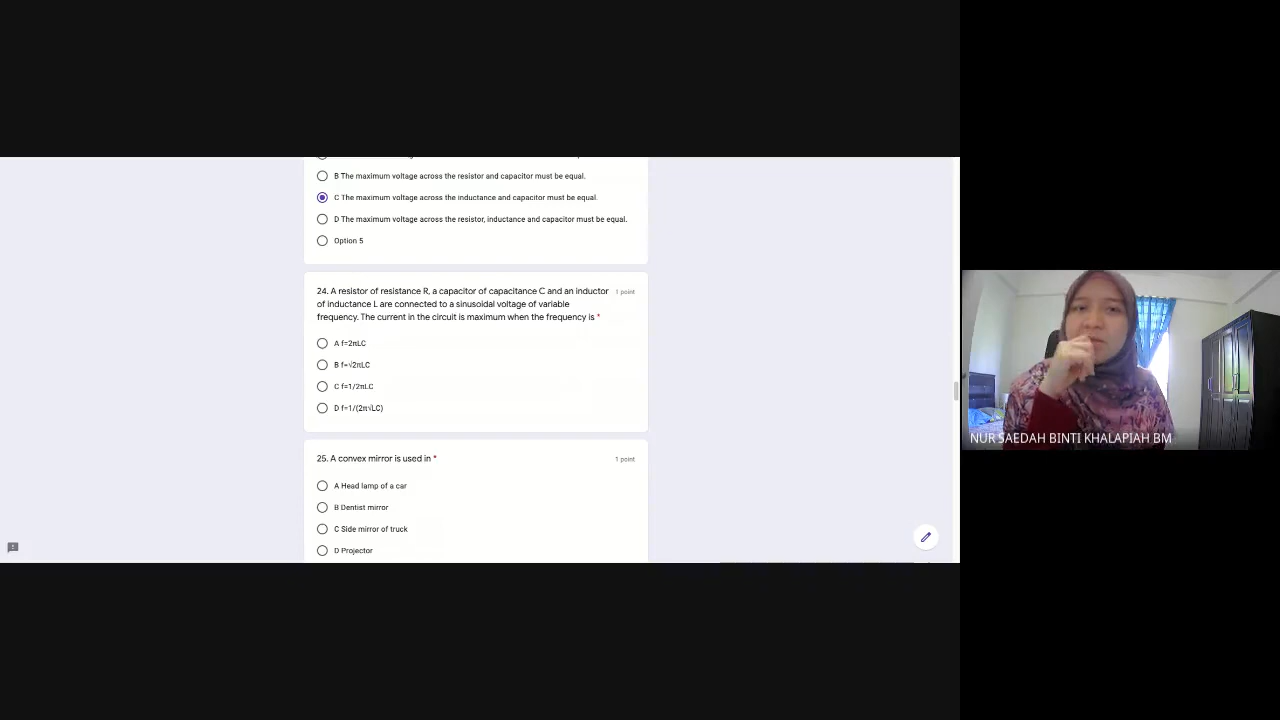 B The maximum voltage across the resistor and capacitor must be equal.
C The maximum voltage across the inductance and capacitor must be equal.
D The maximum voltage across the resistor, inductance and capacitor must be equal.
Option 5
24. A resistor of resistance R, a capacitor of capacitance C and an inductor 1 point
of inductance L are connected to a sinusoidal voltage of variable
frequency. The current in the circuit is maximum when the frequency is *
A f=2πLC
B f=√2πLC
C f=1/2πLC
D f=1/(2π√LC)
25. A convex mirror is used in * 1 point
A Head lamp of a car
B Dentist mirror
C Side mirror of truck
D Projector
NUR SAEDAH BINTI KHALAPIAH BM